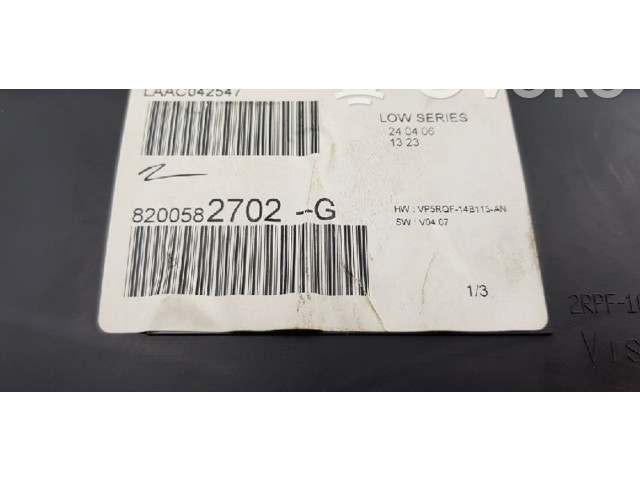 LAAC042547
LOW SERIES
24 04 06
13 23
8200582702--G
HW : VP5RQF-14B115-AN
SW : V04 07
1/3
2RPF-1
Vis